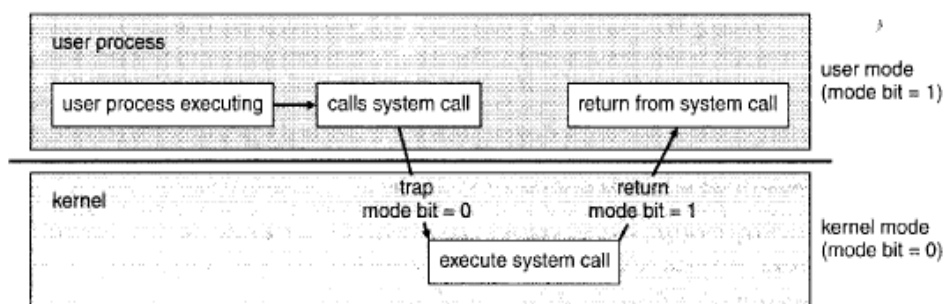 user process
user process executing
calls system call
return from system call
user mode
(mode bit = 1)
kernel
trap
mode bit = 0
return
mode bit = 1
execute system call
kernel mode
(mode bit = 0)